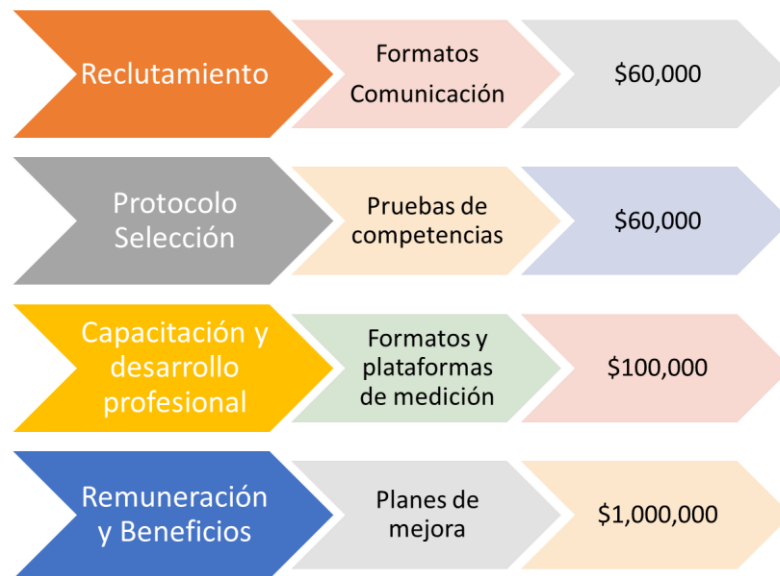 Reclutamiento
Formatos
Comunicación
$60,000
Protocolo
Selección
Pruebas de
competencias
$60,000
Capacitación y
desarrollo
profesional
Formatos y
plataformas
de medición
$100,000
Remuneración
y Beneficios
Planes de
mejora
$1,000,000